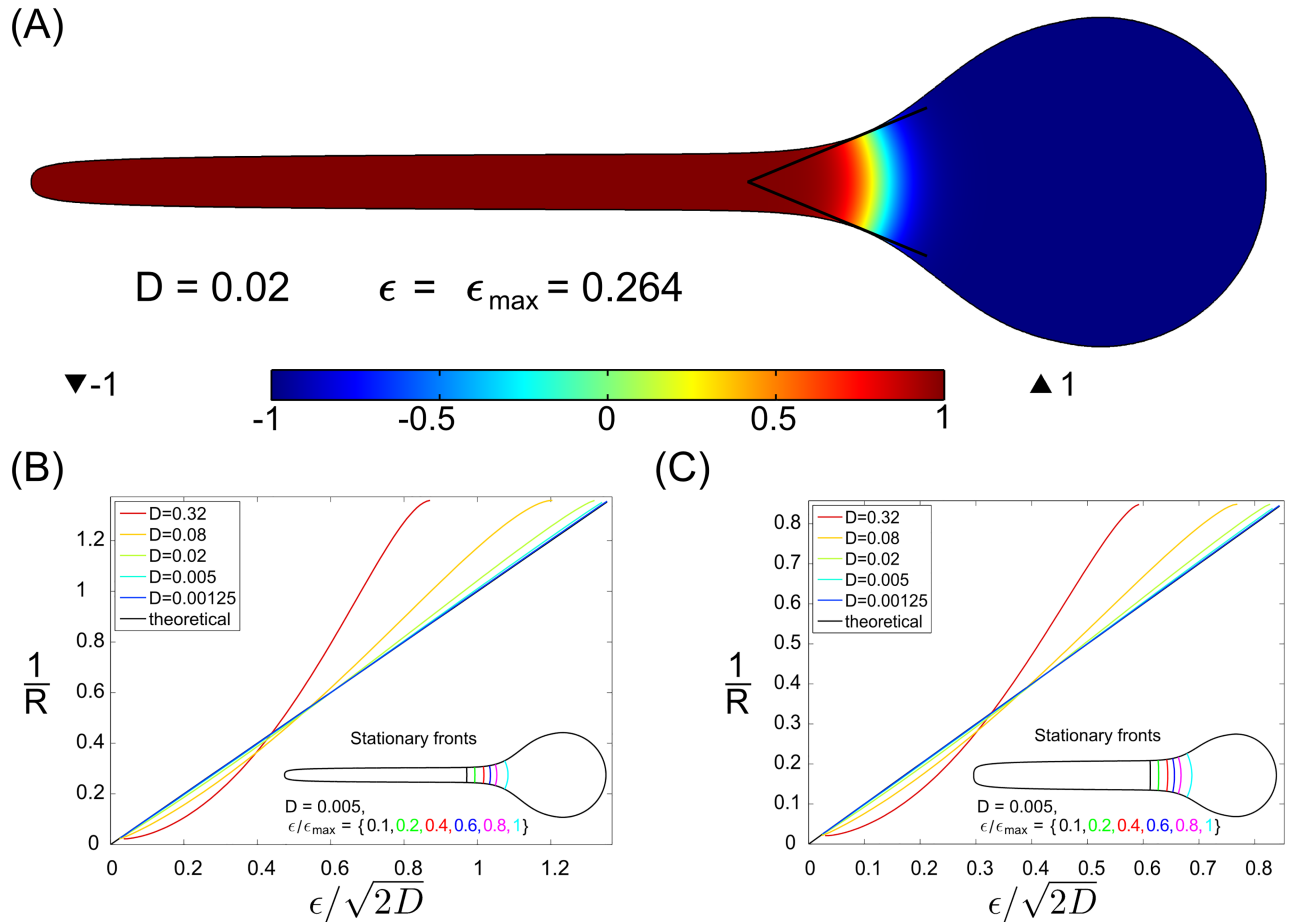 (A)
D = 0.02 ϵ = ϵ max = 0.264
▼-1 ▲ 1
-1 -0.5 0 0.5 1
(B)
D=0.32
D=0.08
D=0.02
D=0.005
D=0.00125
theoretical
1.2
1
0.8
0.6
0.4
0.2
0
1
R
Stationary fronts
D = 0.005,
ϵ/ϵmax = {0.1, 0.2, 0.4, 0.6, 0.8, 1}
0 0.2 0.4 0.6 0.8 1 1.2
ϵ/√2D
(C)
D=0.32
D=0.08
D=0.02
D=0.005
D=0.00125
theoretical
0.8
0.7
0.6
0.5
0.4
0.3
0.2
0.1
0
1
R
Stationary fronts
D = 0.005,
ϵ/ϵmax = {0.1, 0.2, 0.4, 0.6, 0.8, 1}
0 0.1 0.2 0.3 0.4 0.5 0.6 0.7 0.8
ϵ/√2D